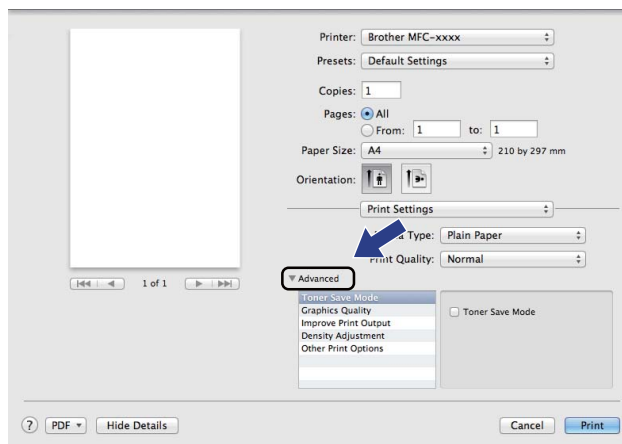 Printer: Brother MFC-xxxx
Presets: Default Settings
Copies: 1
Pages: All
From: 1 to: 1
Paper Size: A4 210 by 297 mm
Orientation:
Print Settings
Type: Plain Paper
Print Quality: Normal
1 of 1
Advanced
Toner Save Mode
Graphics Quality
Toner Save Mode
Improve Print Output
Density Adjustment
Other Print Options
? PDF Hide Details Cancel Print